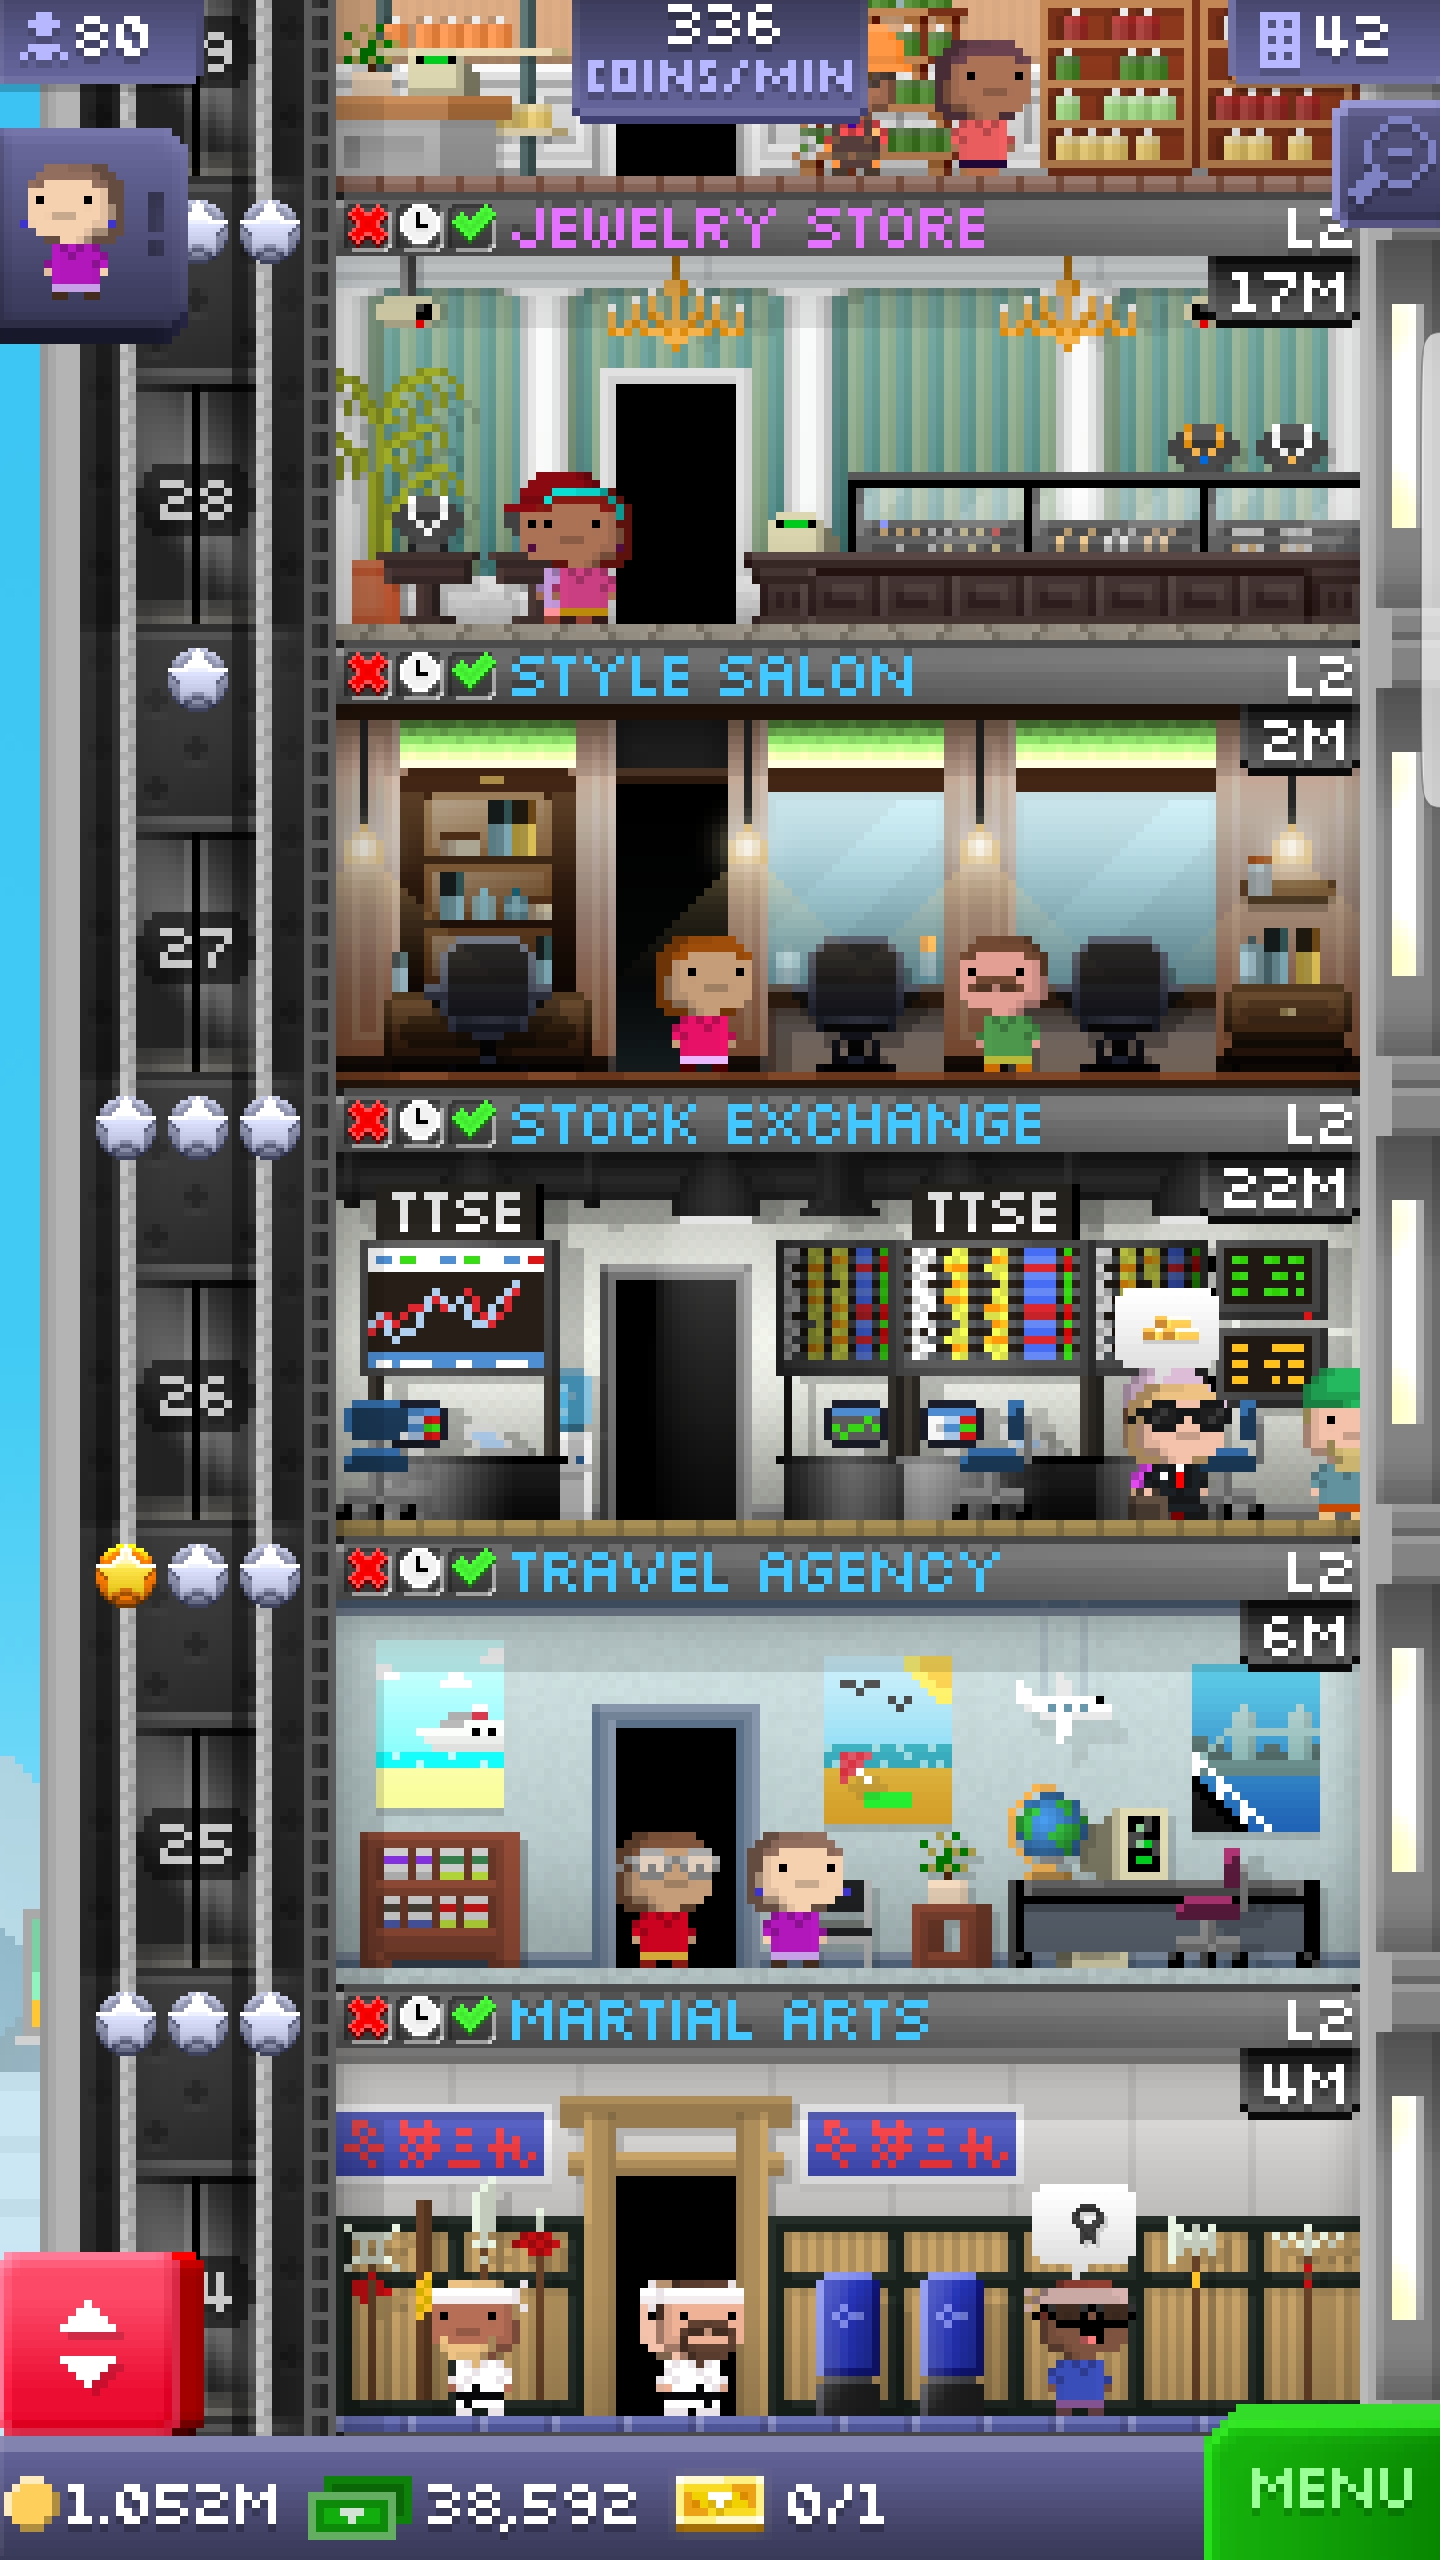 80
9
336
COINS/MIN
42
JEWELRY STORE
L2
17M
28
STYLE SALON
L2
2M
27
STOCK EXCHANGE
L2
22M
TTSE
TTSE
26
TRAVEL AGENCY
L2
6M
25
MARTIAL ARTS
L2
4M
4
1.052M
38,592
0/1
MENU